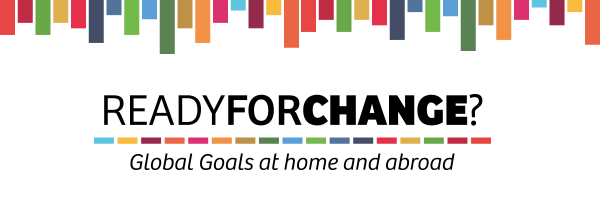 READYFORCHANGE?
Global Goals at home and abroad